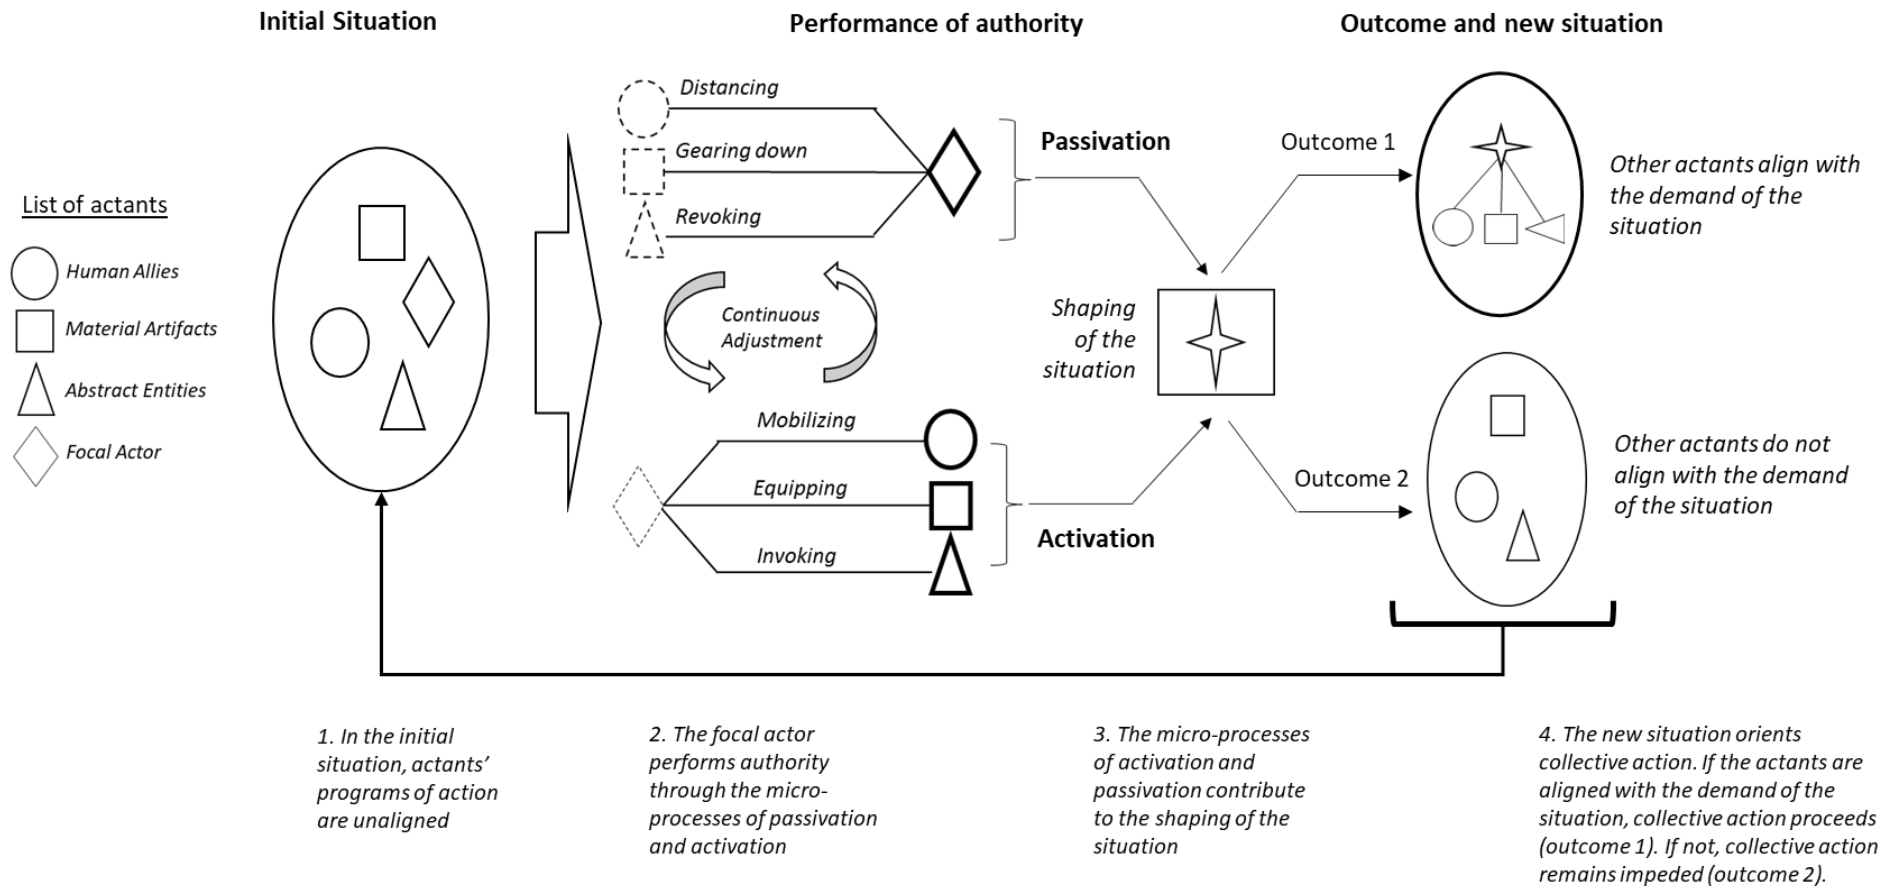 Initial Situation
Performance of authority
Outcome and new situation
List of actants
Human Allies
Material Artifacts
Abstract Entities
Focal Actor
Distancing
Gearing down
Revoking
Passivation
Continuous
Adjustment
Mobilizing
Equipping
Invoking
Activation
Shaping
of the
situation
Outcome 1
Other actants align with
the demand of the
situation
Outcome 2
Other actants do not
align with the demand
of the situation
1. In the initial
situation, actants’
programs of action
are unaligned
2. The focal actor
performs authority
through the micro-
processes of passivation
and activation
3. The micro-processes
of activation and
passivation contribute
to the shaping of the
situation
4. The new situation orients
collective action. If the actants are
aligned with the demand of the
situation, collective action proceeds
(outcome 1). If not, collective action
remains impeded (outcome 2).